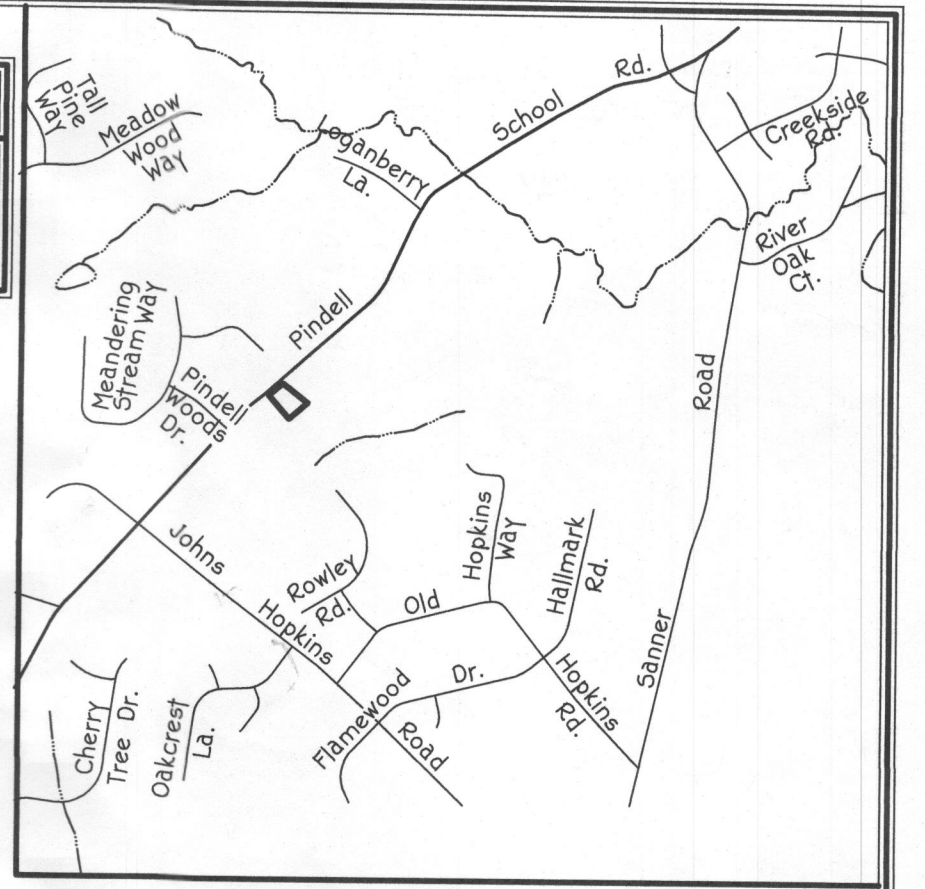 Tall
Pine
Way
Meadow
Wood
Way
Loganberry
La.
School
Rd.
Creekside
Rd.
River
Oak
Ct.
Meandering
Stream Way
Pindell
Pindell
Woods
Dr.
Road
Johns
Hopkins
Rowley
Rd.
Old
Hopkins
Way
Hallmark
Rd.
Sanner
Hopkins
Rd.
Flamewood
Dr.
Road
Cherry
Tree Dr.
Oakcrest
La.